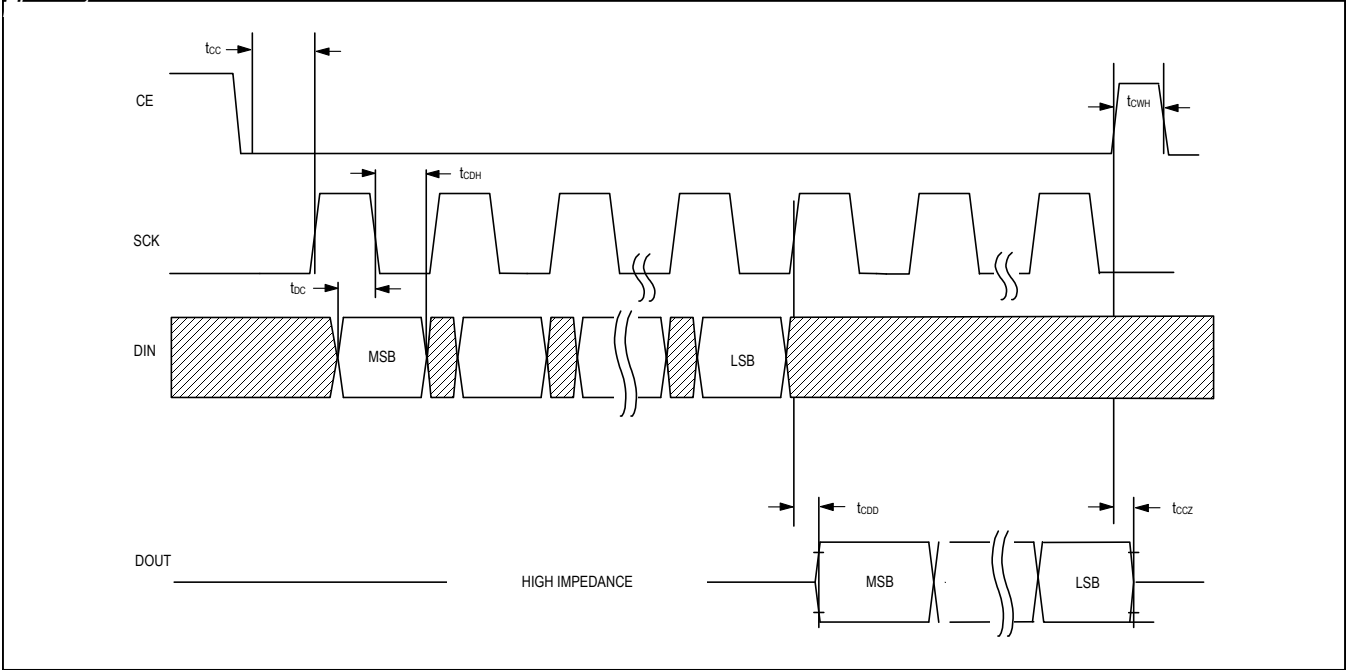 tCC
CE
tCWH
tCDH
SCK
tDC
DIN
MSB
LSB
tCDD
tCCZ
DOUT
HIGH IMPEDANCE
MSB
LSB